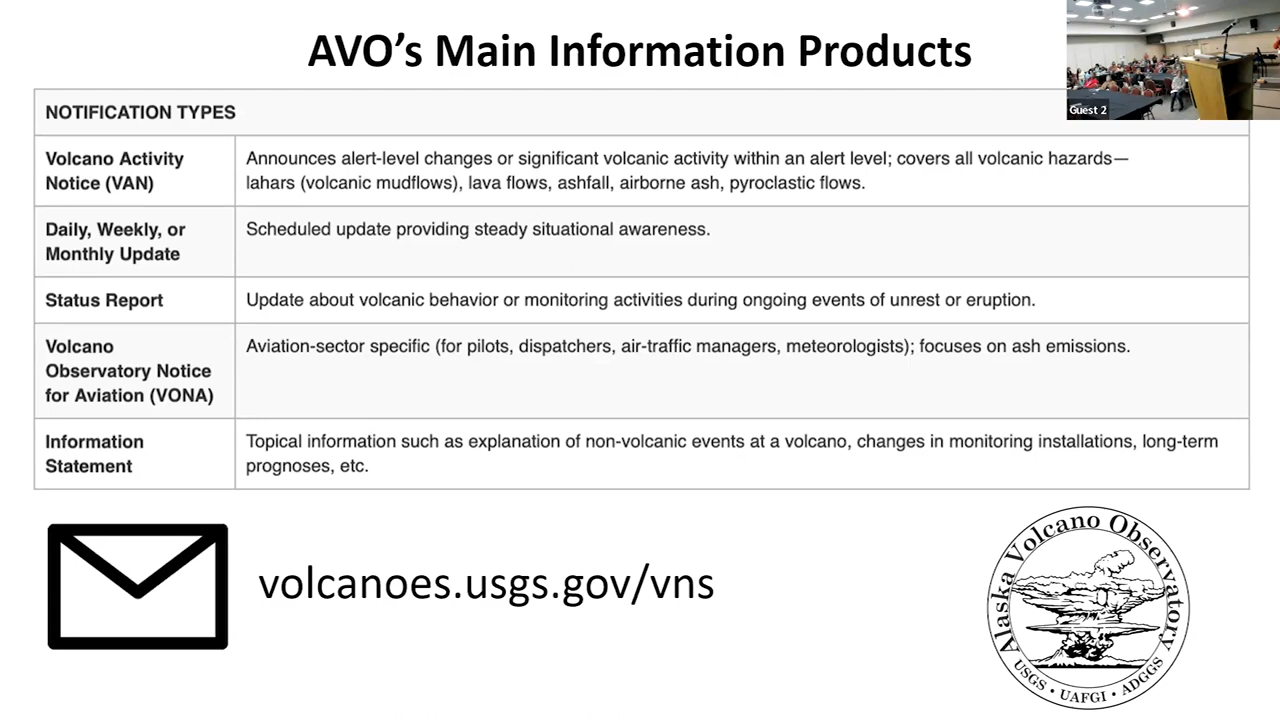 AVO’s Main Information Products
Guest 2
NOTIFICATION TYPES
Volcano Activity
Notice (VAN)
Announces alert-level changes or significant volcanic activity within an alert level; covers all volcanic hazards—
lahars (volcanic mudflows), lava flows, ashfall, airborne ash, pyroclastic flows.
Daily, Weekly, or
Monthly Update
Scheduled update providing steady situational awareness.
Status Report
Update about volcanic behavior or monitoring activities during ongoing events of unrest or eruption.
Volcano
Observatory Notice
for Aviation (VONA)
Aviation-sector specific (for pilots, dispatchers, air-traffic managers, meteorologists); focuses on ash emissions.
Information
Statement
Topical information such as explanation of non-volcanic events at a volcano, changes in monitoring installations, long-term
prognoses, etc.
volcanoes.usgs.gov/vns
Alaska Volcano Observatory
USGS • UAFGI • ADGGS